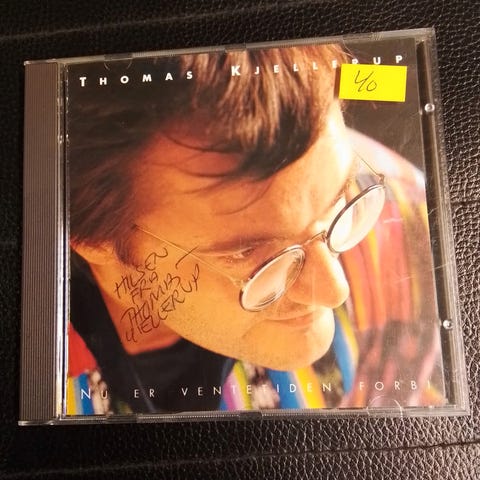 THOMAS KJELLERUP
40
HILSEN
FRA
THOMAS
KJELLERUP
NU ER VENTETIDEN FORBI